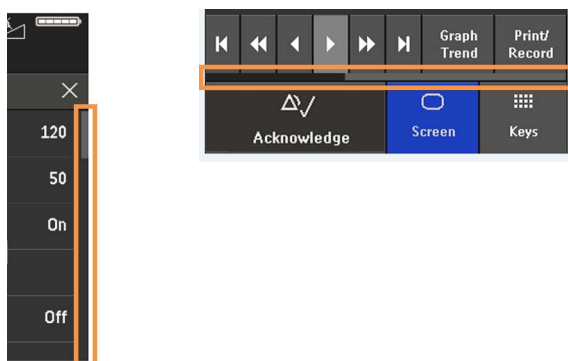 120
50
On
Off
Graph
Trend
Print/
Record
Acknowledge
Screen
Keys